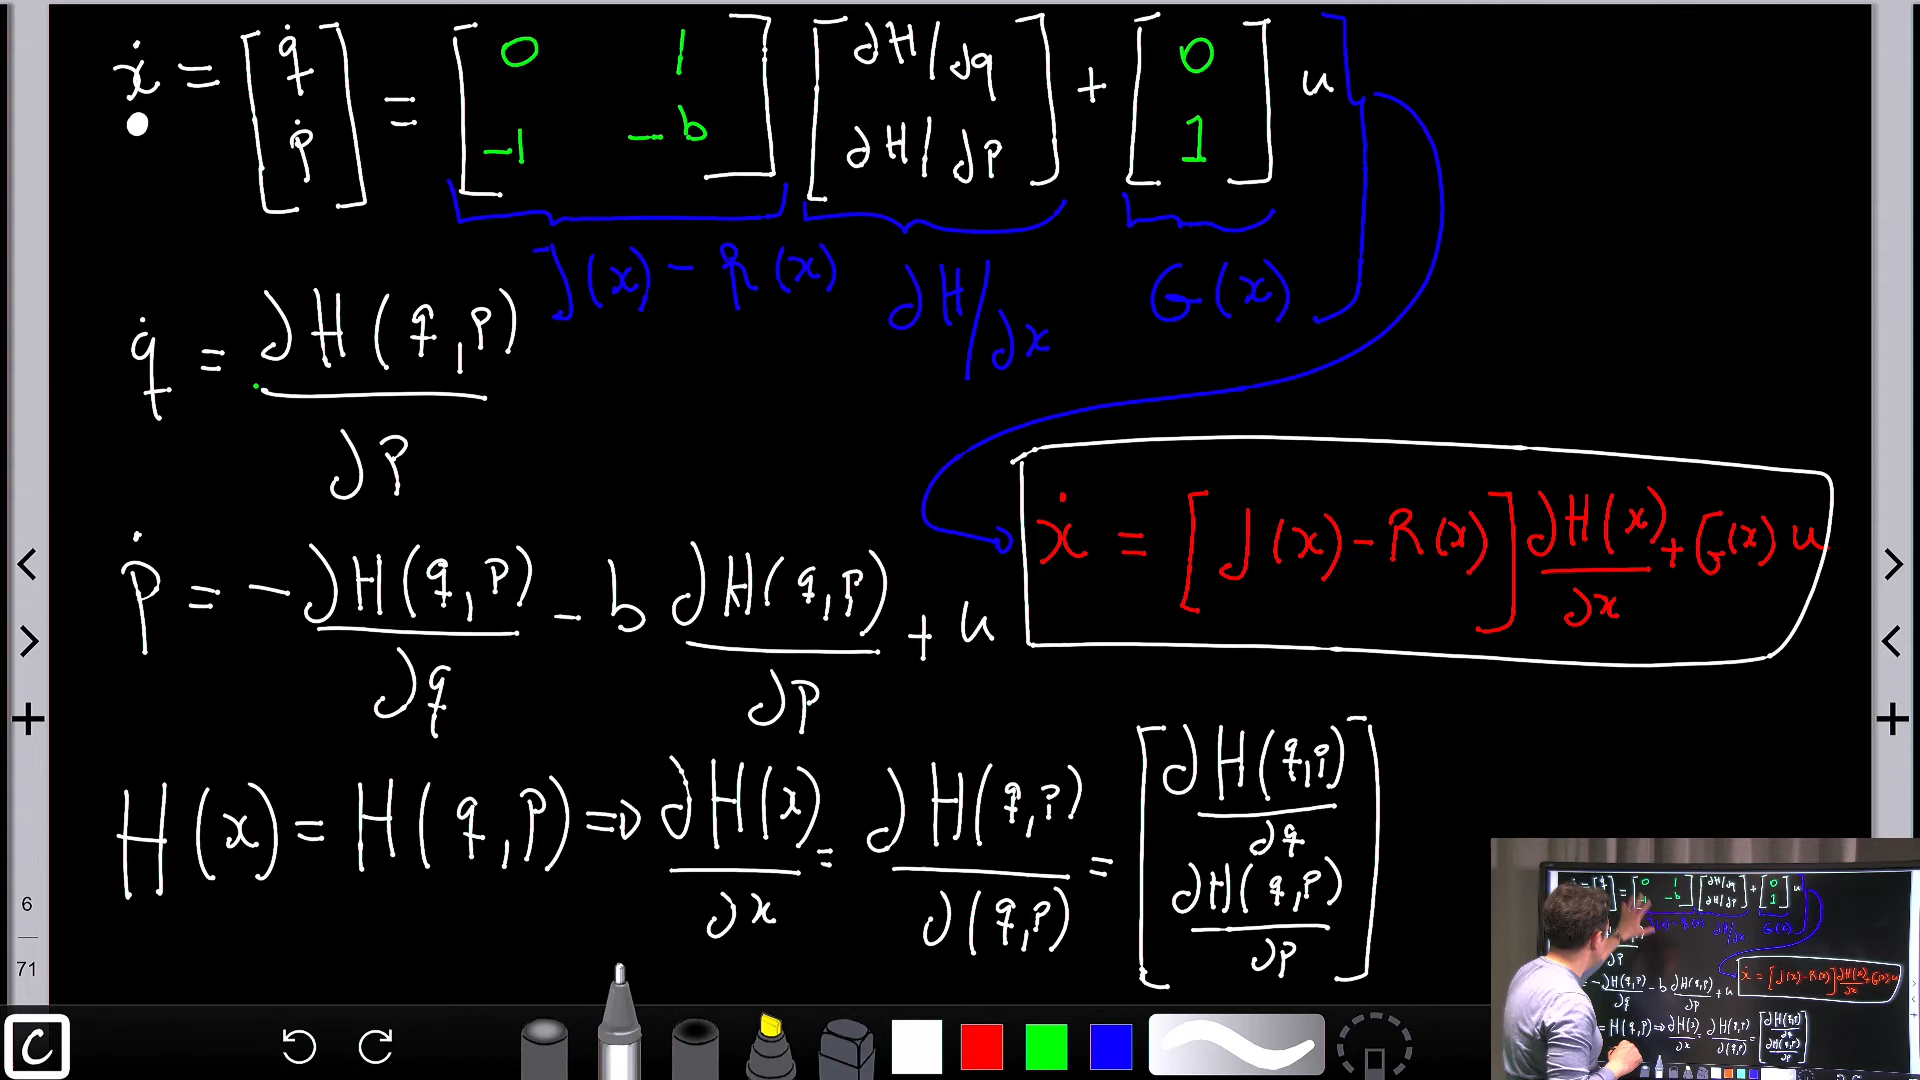 ẋ = [q̇ ṗ] = [0 1 -1 -b] [∂H/∂q ∂H/∂p] + [0 1] u
J(x) - R(x) ∂H/∂x G(x)
q̇ = ∂H(q,p)/∂p
ẋ = [J(x) - R(x)] ∂H(x)/∂x + G(x) u
ṗ = - ∂H(q,p)/∂q - b ∂H(q,p)/∂p + u
H(x) = H(q,p) ⇒ ∂H(x)/∂x = ∂H(q,p)/∂(q,p) = [∂H(q,p)/∂q ∂H(q,p)/∂p]
6
71
C